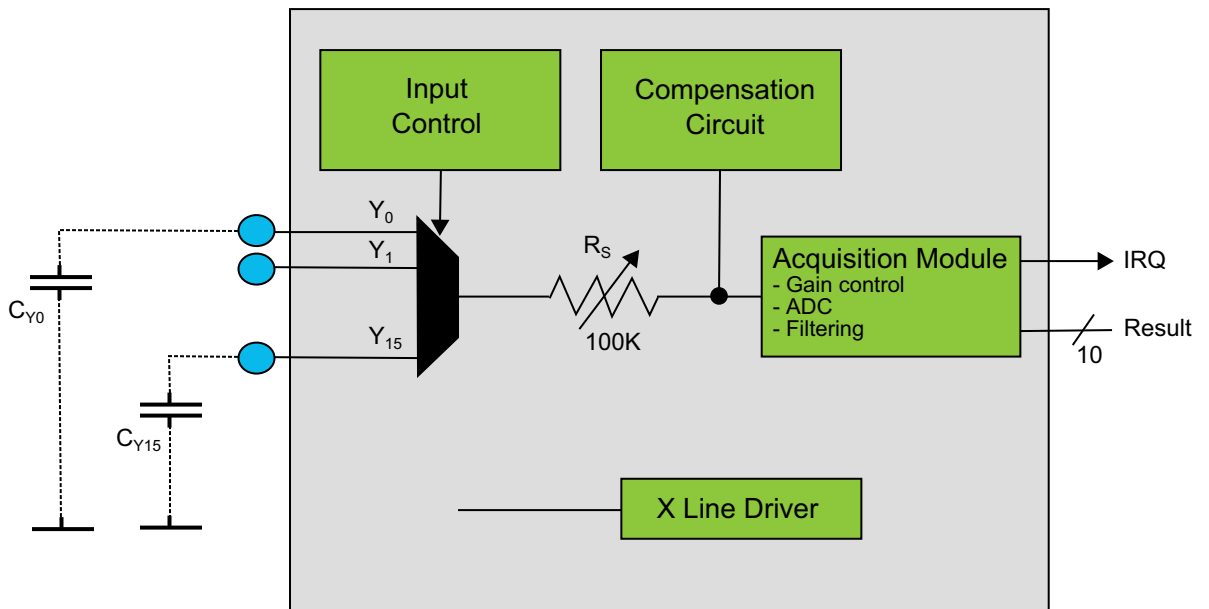 Input
Control
Compensation
Circuit
Y0
Y1
RS
Acquisition Module
- Gain control
- ADC
- Filtering
IRQ
CY0
Y15
100K
Result
10
CY15
X Line Driver